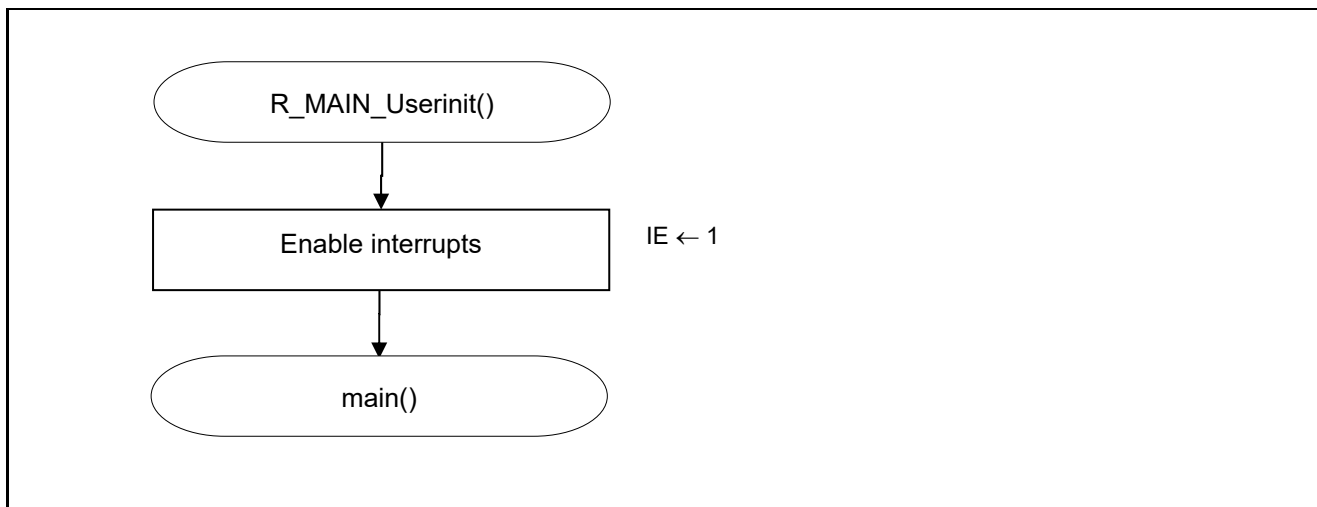 R_MAIN_Userinit()
Enable interrupts
IE ← 1
main()